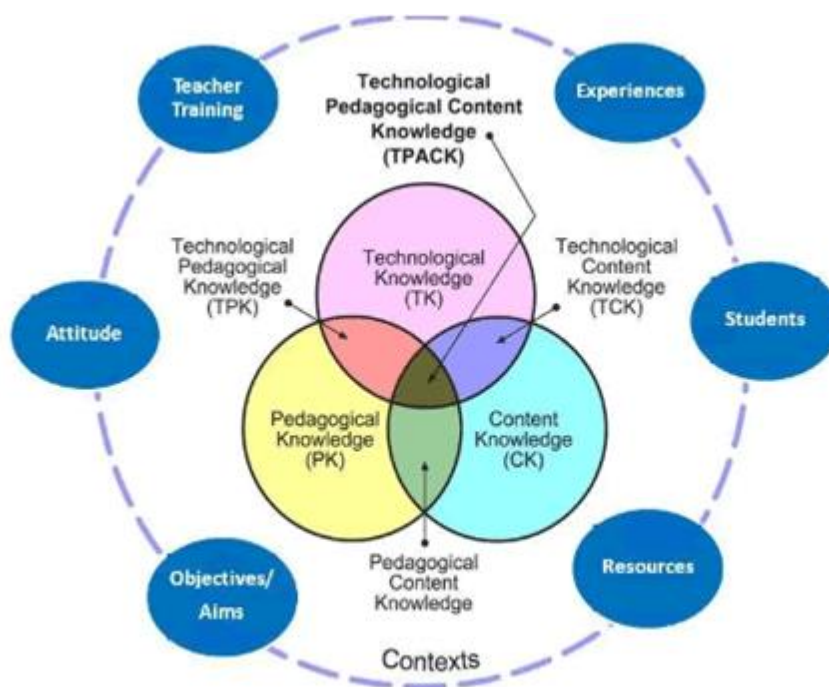 Teacher
Training
Technological
Pedagogical Content
Knowledge
(TPACK)
Experiences
Technological
Pedagogical
Knowledge
(TPK)
Technological
Knowledge
(TK)
Technological
Content
Knowledge
(TCK)
Attitude
Students
Pedagogical
Knowledge
(PK)
Content
Knowledge
(CK)
Objectives/
Aims
Pedagogical
Content
Knowledge
Resources
Contexts